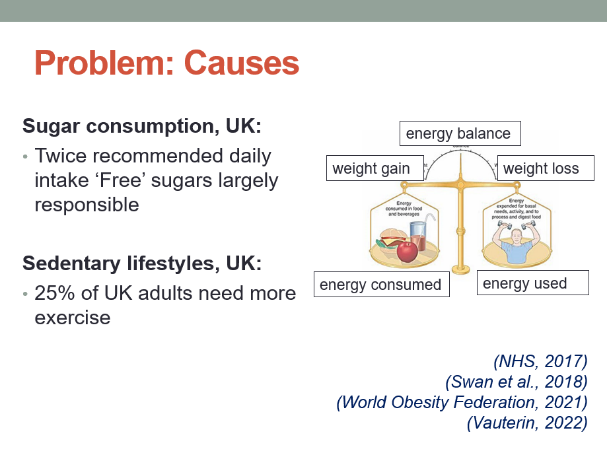 Problem: Causes
Sugar consumption, UK:
• Twice recommended daily
intake ‘Free’ sugars largely
responsible
Sedentary lifestyles, UK:
• 25% of UK adults need more
exercise
energy balance
weight gain
weight loss
Energy
consumed in food
and beverages
Energy
expended for basal
needs, activity, and to
process and digest food
energy consumed
energy used
(NHS, 2017)
(Swan et al., 2018)
(World Obesity Federation, 2021)
(Vauterin, 2022)